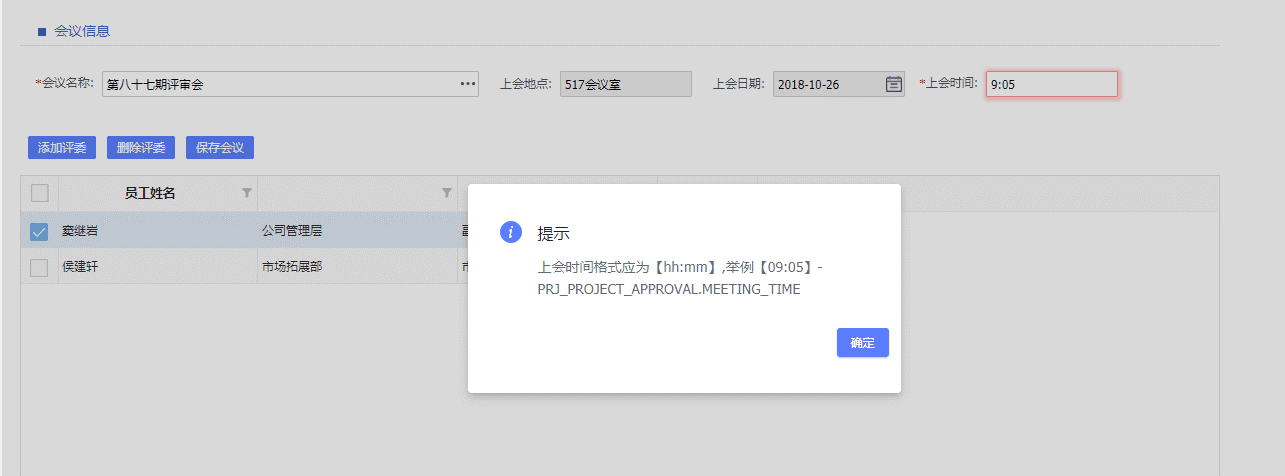 会议信息
*会议名称: 第八十七期评审会 ••• 上会地点: 517会议室 上会日期: 2018-10-26 *上会时间: 9:05
添加评委 删除评委 保存会议
员工姓名
窦继岩 公司管理层
侯建轩 市场拓展部
提示
上会时间格式应为【hh:mm】,举例【09:05】-
PRJ_PROJECT_APPROVAL.MEETING_TIME
确定